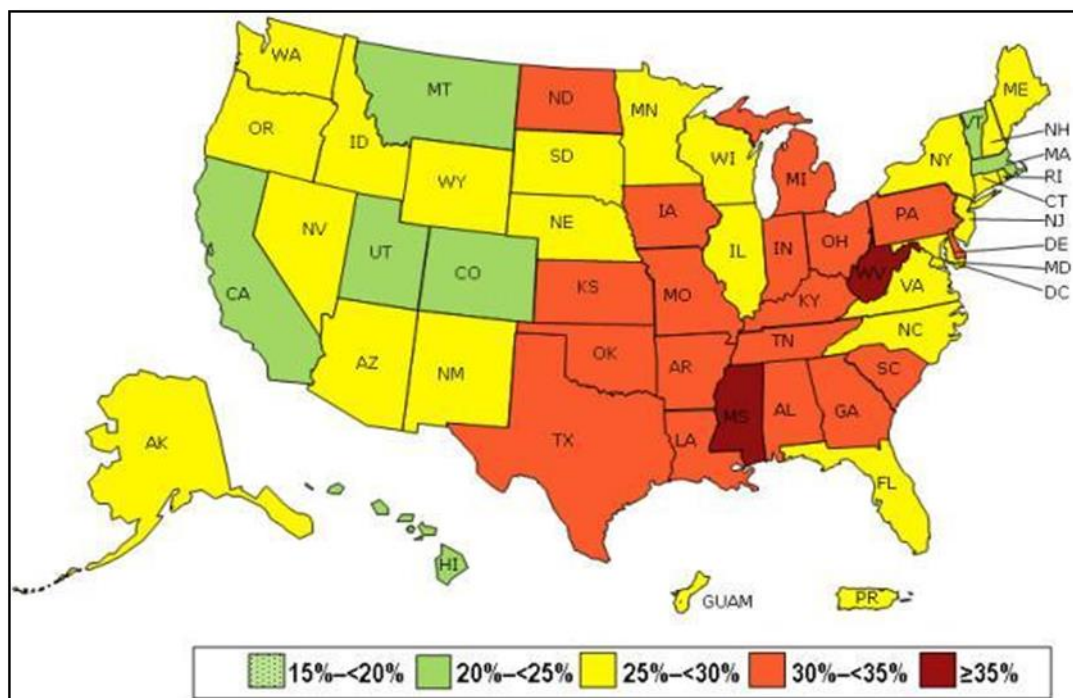 WA
MT
ND
MN
ME
OR
ID
SD
WI
VT
NH
WY
NY
MA
MI
RI
CT
NE
IA
PA
NJ
NV
IL
IN
OH
DE
UT
CO
WV
MD
CA
KS
MO
KY
VA
DC
NC
TN
OK
AZ
NM
AR
SC
MS
AL
GA
TX
LA
AK
FL
HI
GUAM
PR
15%–<20% 20%–<25% 25%–<30% 30%–<35% ≥35%